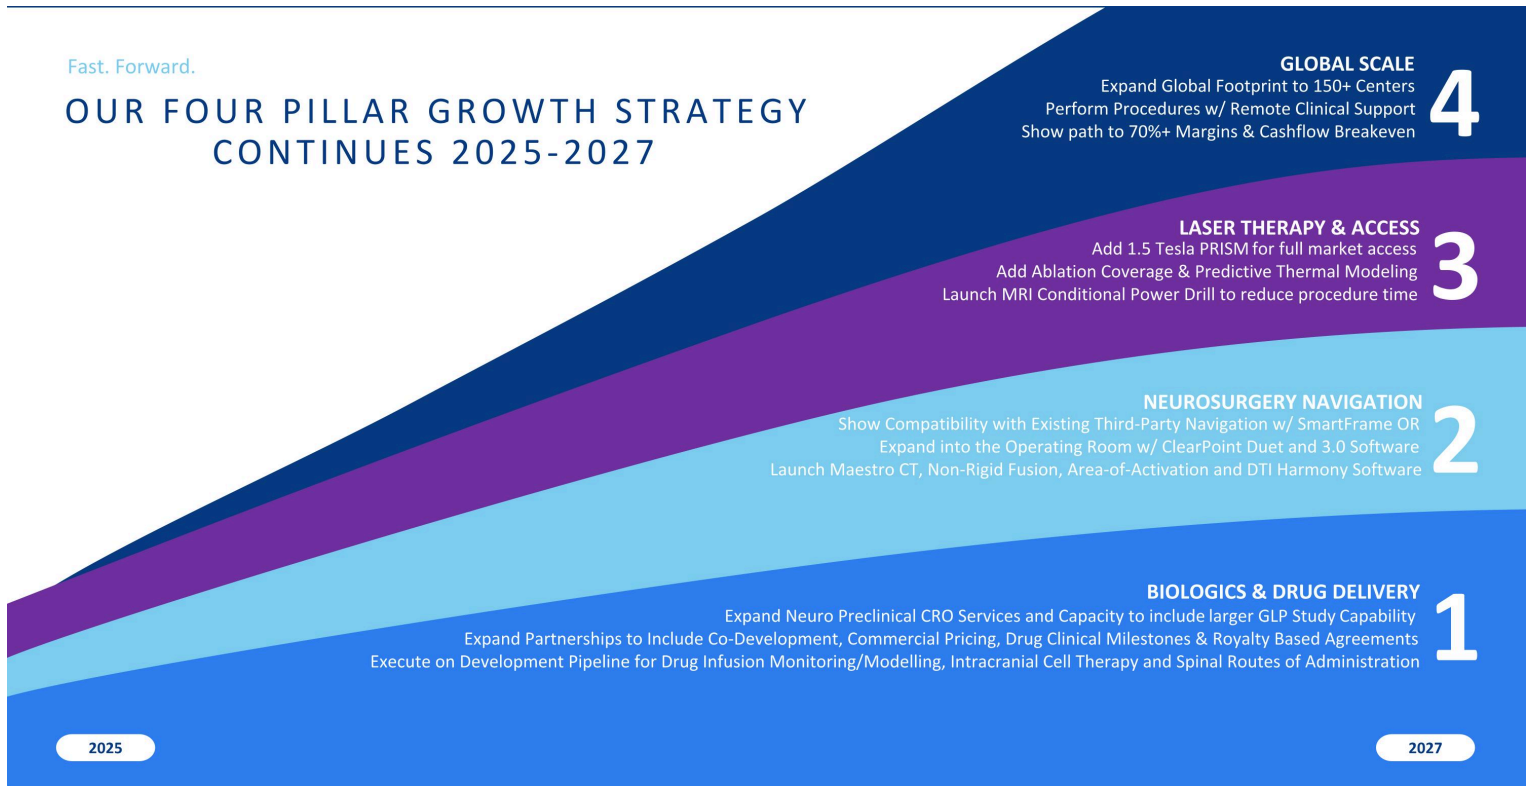 Fast. Forward.
OUR FOUR PILLAR GROWTH STRATEGY
CONTINUES 2025-2027
GLOBAL SCALE
Expand Global Footprint to 150+ Centers
Perform Procedures w/ Remote Clinical Support
Show path to 70%+ Margins & Cashflow Breakeven
4
LASER THERAPY & ACCESS
Add 1.5 Tesla PRISM for full market access
Add Ablation Coverage & Predictive Thermal Modeling
Launch MRI Conditional Power Drill to reduce procedure time
3
NEUROSURGERY NAVIGATION
Show Compatibility with Existing Third-Party Navigation w/ SmartFrame OR
Expand into the Operating Room w/ ClearPoint Duet and 3.0 Software
Launch Maestro CT, Non-Rigid Fusion, Area-of-Activation and DTI Harmony Software
2
BIOLOGICS & DRUG DELIVERY
Expand Neuro Preclinical CRO Services and Capacity to include larger GLP Study Capability
Expand Partnerships to Include Co-Development, Commercial Pricing, Drug Clinical Milestones & Royalty Based Agreements
Execute on Development Pipeline for Drug Infusion Monitoring/Modelling, Intracranial Cell Therapy and Spinal Routes of Administration
1
2025
2027